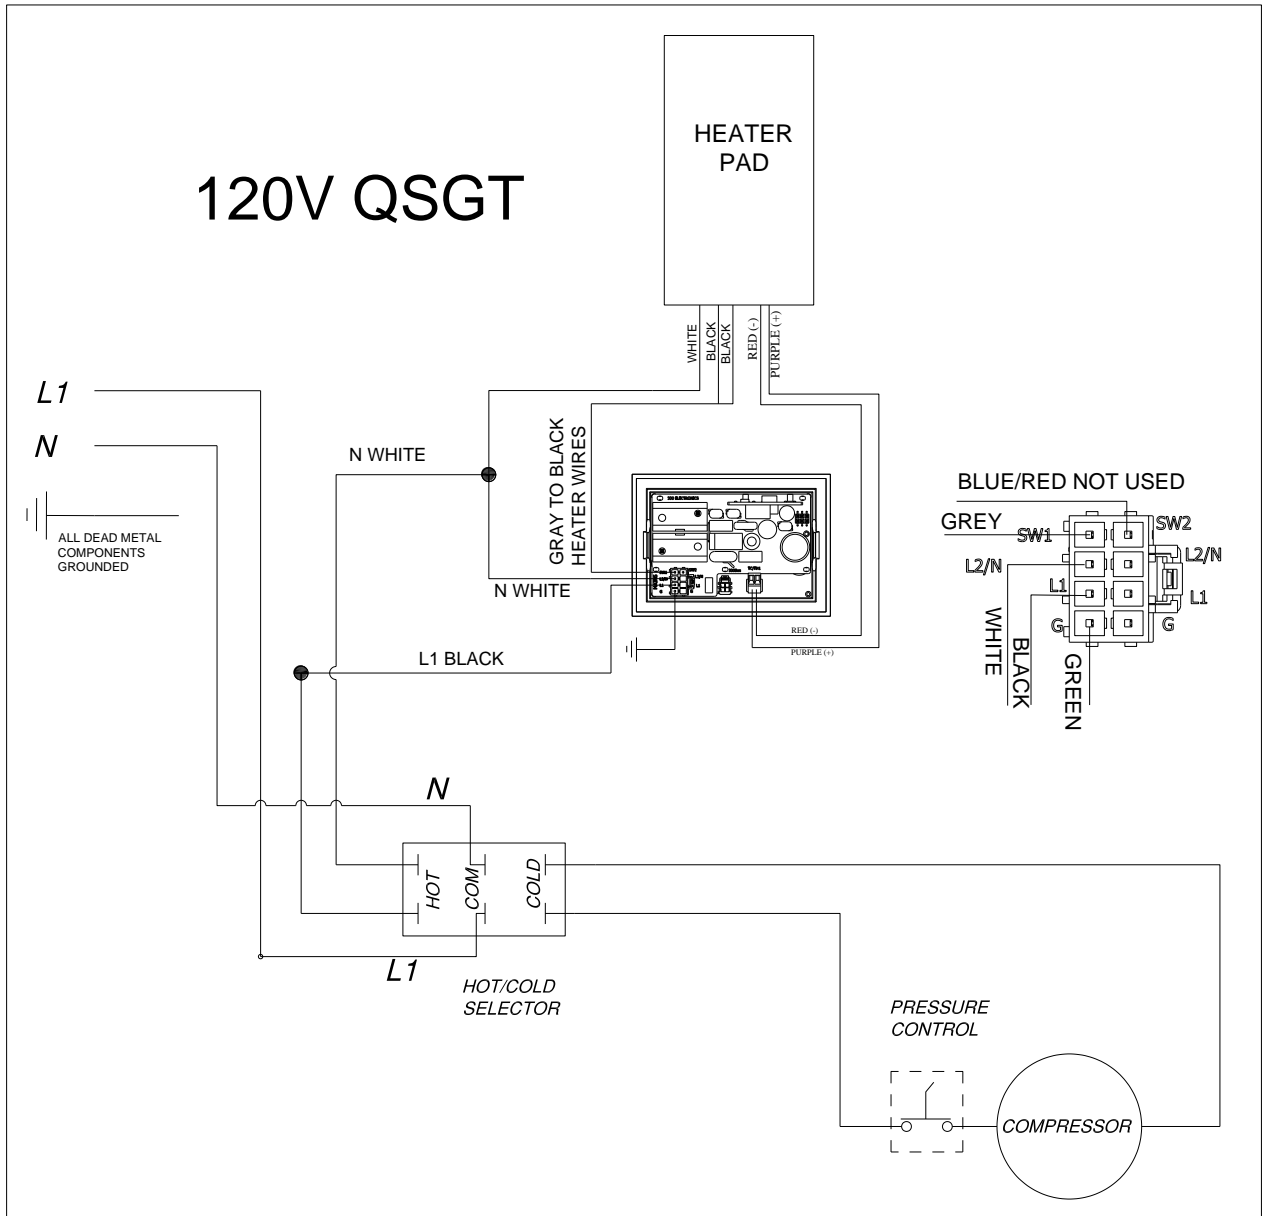 120V QSGT
HEATER
PAD
WHITE
BLACK
BLACK
RED (-)
PURPLE (+)
L1
N
ALL DEAD METAL
COMPONENTS
GROUNDED
N WHITE
GRAY TO BLACK
HEATER WIRES
N WHITE
L1 BLACK
RED (-)
PURPLE (+)
BLUE/RED NOT USED
GREY
SW1
SW2
L2/N
L2/N
L1
L1
G
G
WHITE
BLACK
GREEN
N
HOT
COM
COLD
L1
HOT/COLD
SELECTOR
PRESSURE
CONTROL
COMPRESSOR